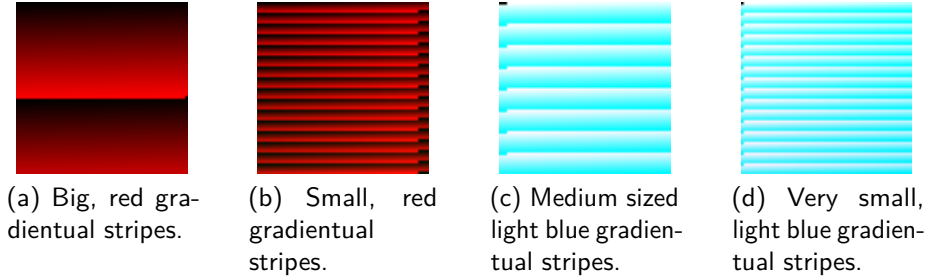 (a) Big, red gra-
dientual stripes.
(b) Small, red
gradientual
stripes.
(c) Medium sized
light blue gradien-
tual stripes.
(d) Very small,
light blue gradien-
tual stripes.